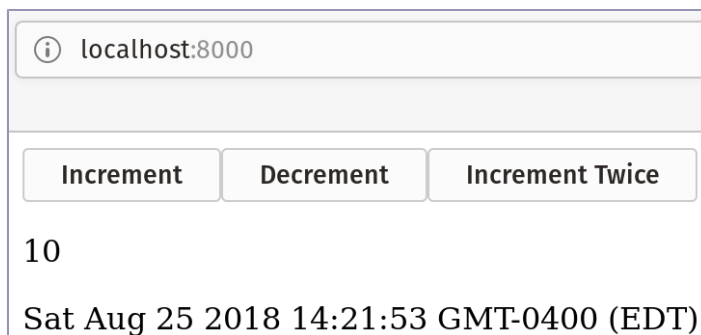 localhost:8000
Increment Decrement Increment Twice
10
Sat Aug 25 2018 14:21:53 GMT-0400 (EDT)